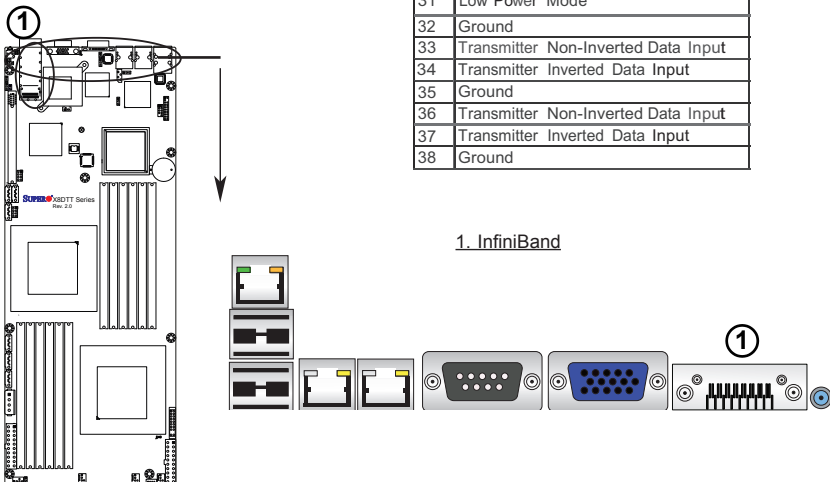 1
31 Low Power Mode
32 Ground
33 Transmitter Non-Inverted Data Input
34 Transmitter Inverted Data Input
35 Ground
36 Transmitter Non-Inverted Data Input
37 Transmitter Inverted Data Input
38 Ground
SUPER X8DTT Series
Rev. 2.0
1. InfiniBand
1